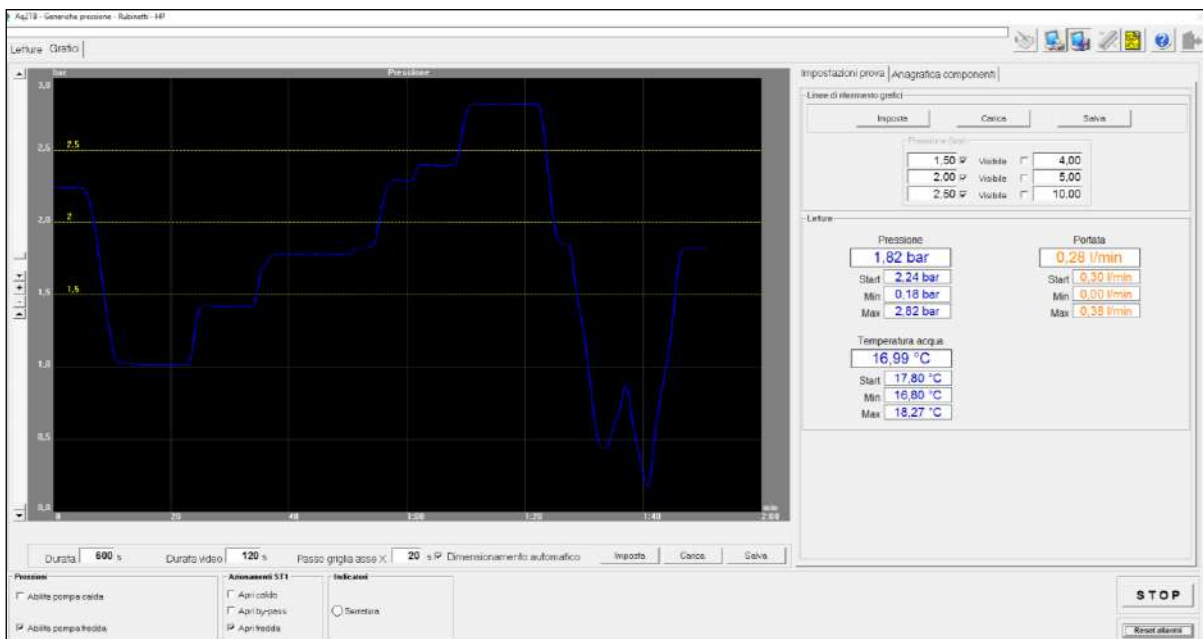 Aq2TB - Generiche pressione - Rubinetti - HP
Letture Grafici
bar Pressione
3,0
2,5 2.5
2,0 2
1,5 1.5
1,0
0,5
0,0
0 20 40 1:00 1:20 1:40 2:00
Durata 600 s Durata video 120 s Passo griglia asse X 20 s Dimensionamento automatico Imposta Carica Salva
Impostazioni prova Anagrafica componenti
Linee di riferimento grafici
Imposta Carica Salva
Pressione (bar)
1,50 Visibile 4,00
2,00 Visibile 5,00
2,50 Visibile 10,00
Letture
Pressione Portata
1,82 bar 0,28 l/min
Start 2,24 bar Start 0,30 l/min
Min 0,18 bar Min 0,00 l/min
Max 2,82 bar Max 0,38 l/min
Temperatura acqua
16,99 °C
Start 17,80 °C
Min 16,80 °C
Max 18,27 °C
Pressioni Azionamenti ST1 Indicatori
Abilita pompa calda Apri calda
Apri by-pass Serratura
Abilita pompa fredda Apri fredda
STOP
Reset allarmi